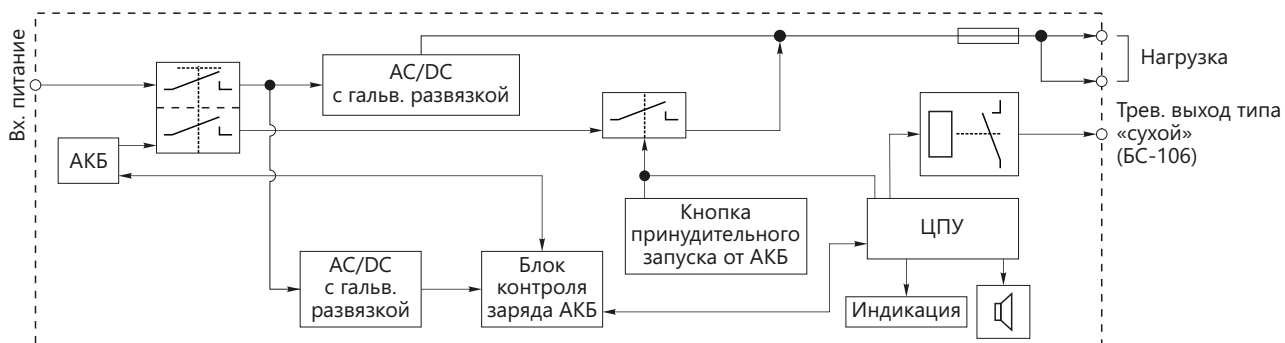 Вх. питание
AC/DC
с гальв. развязкой
Нагрузка
Трев. выход типа
«сухой»
(БС-106)
АКБ
Кнопка
принудительного
запуска от АКБ
ЦПУ
AC/DC
с гальв.
развязкой
Блок
контроля
заряда АКБ
Индикация